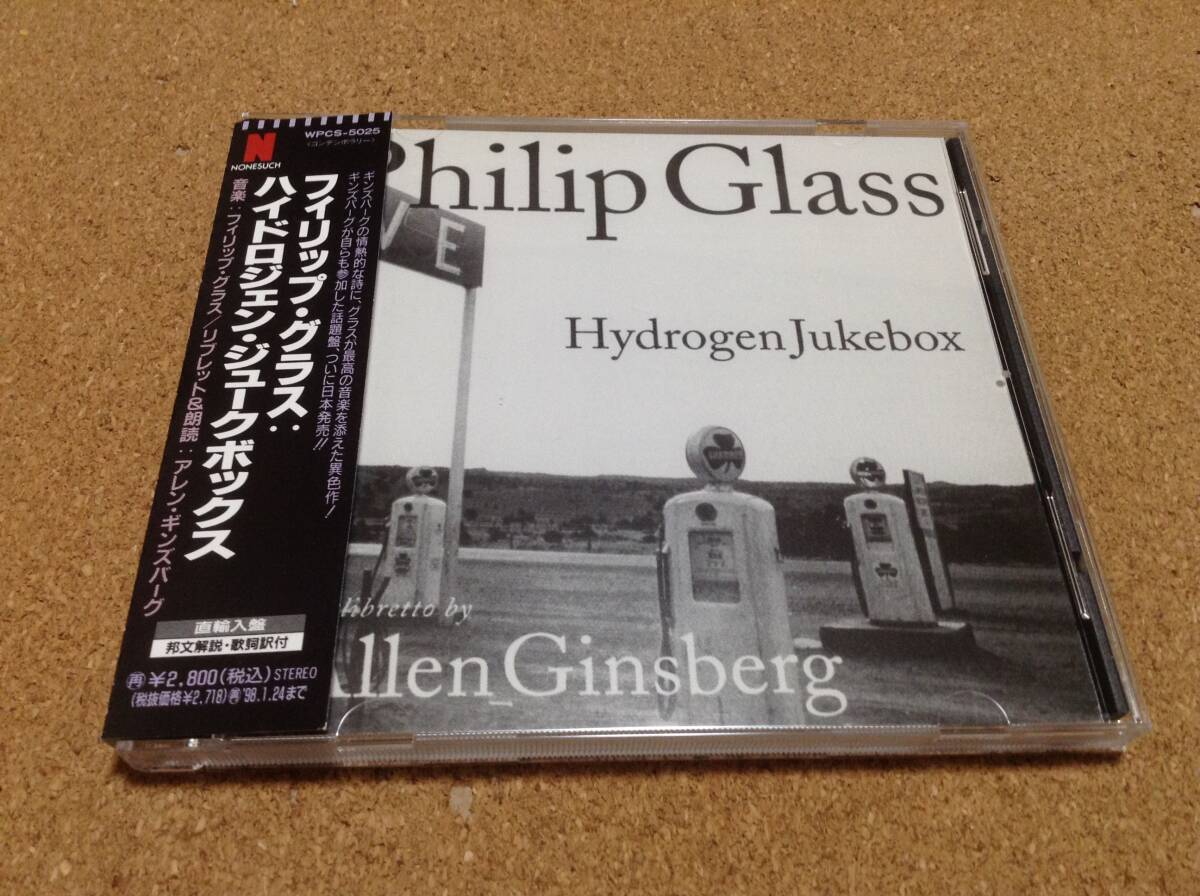 N
NONESUCH
WPCS-5025
〈コンテンポラリー〉
ギンズバーグの情熱的な詩に、グラスが最高の音楽を添えた異色作!
ギンズバーグが自らも参加した話題盤、ついに日本発売!!
フィリップ・グラス:
ハイドロジェン・ジュークボックス
音楽:フィリップ・グラス/リブレット&朗読:アレン・ギンズバーグ
直輸入盤
邦文解説・歌詞訳付
㊢¥2,800(税込)STEREO
(税抜価格¥2,718)㊢'98.1.24まで
Philip Glass
VE
Hydrogen Jukebox
libretto by
Allen Ginsberg